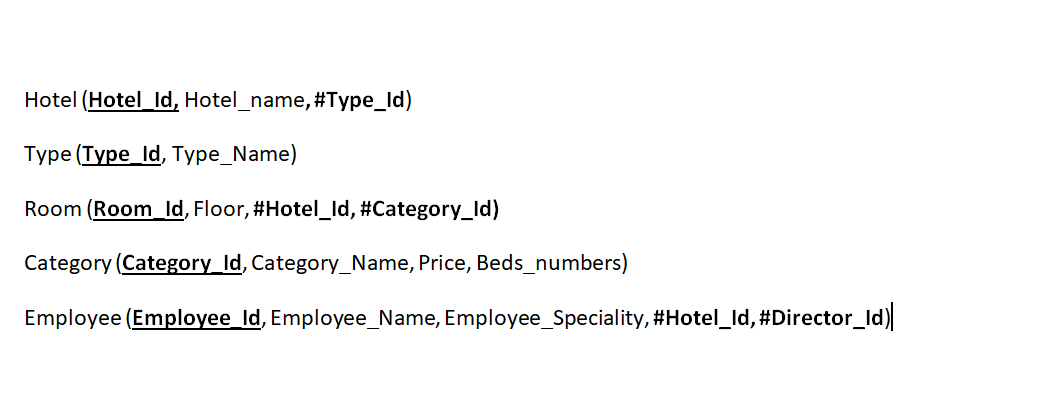 Hotel (Hotel_Id, Hotel_name, #Type_Id)
Type (Type_Id, Type_Name)
Room (Room_Id, Floor, #Hotel_Id, #Category_Id)
Category (Category_Id, Category_Name, Price, Beds_numbers)
Employee (Employee_Id, Employee_Name, Employee_Speciality, #Hotel_Id, #Director_Id)